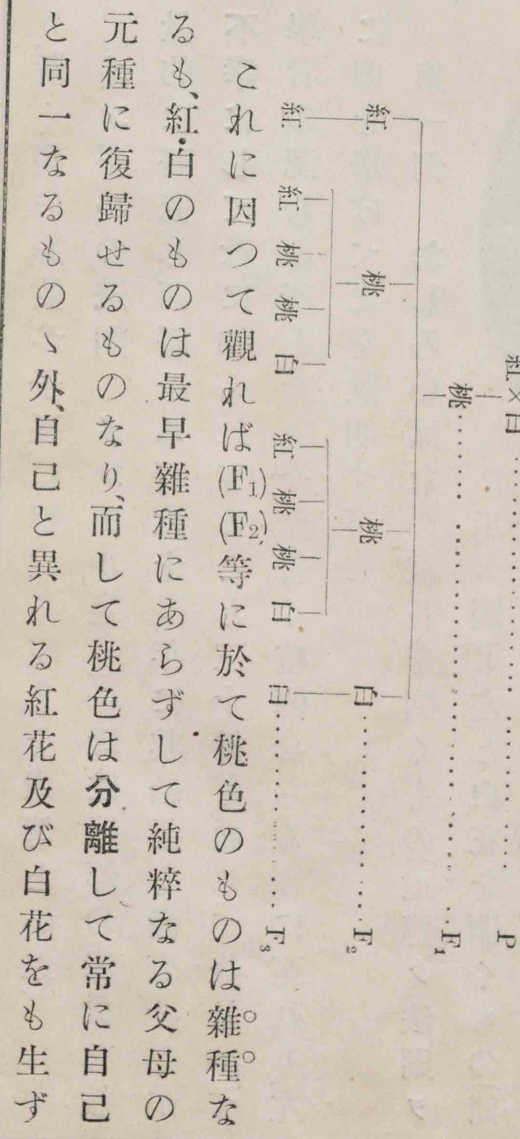 紅×白 P
桃 F₁
紅 桃 桃 白 F₂
紅 紅 桃 桃 白 紅 桃 桃 白 白 F₃
これに因つて觀れば(F₁)(F₂)等に於て桃色のものは雜種な
るも、紅・白のものは最早雜種にあらずして純粹なる父母の
元種に復歸せるものなり、而して桃色は分離して常に自己
と同一なるものゝ外、自己と異れる紅花及び白花をも生ず